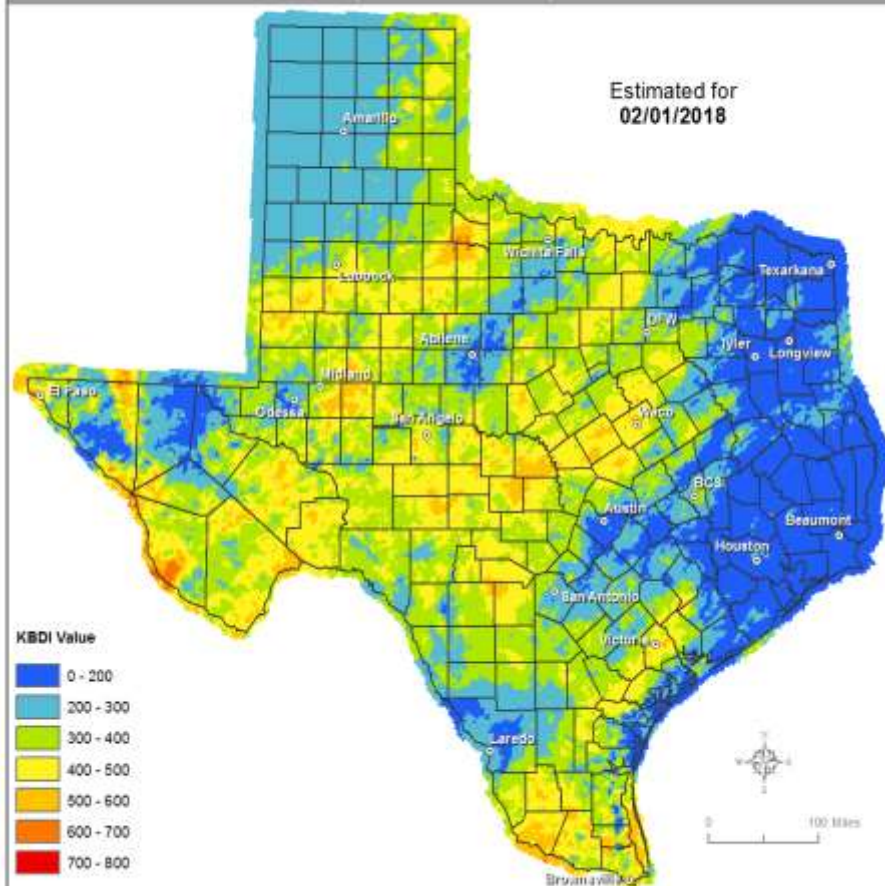 Estimated for
02/01/2018
Amarillo
Wichita Falls
Lubbock
Texarkana
DFW
Abilene
Tyler
Longview
Midland
El Paso
Odessa
San Angelo
Waco
BCS
Austin
Beaumont
Houston
San Antonio
Victoria
Laredo
Brownsville
KBDI Value
0 - 200
200 - 300
300 - 400
400 - 500
500 - 600
600 - 700
700 - 800
0
100 Miles